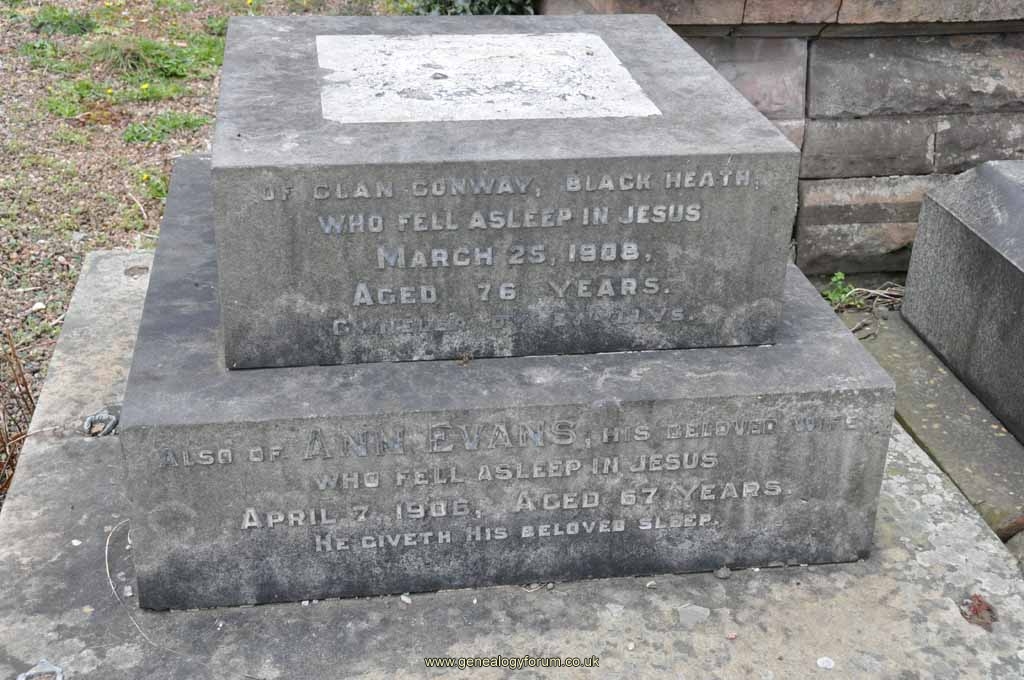 OF GLAN CONWAY, BLACK HEATH,
WHO FELL ASLEEP IN JESUS
MARCH 25, 1908,
AGED 76 YEARS.
ALSO OF ANN EVANS, HIS BELOVED WIFE
WHO FELL ASLEEP IN JESUS
APRIL 7, 1906, AGED 67 YEARS.
HE GIVETH HIS BELOVED SLEEP.
www.genealogyforum.co.uk